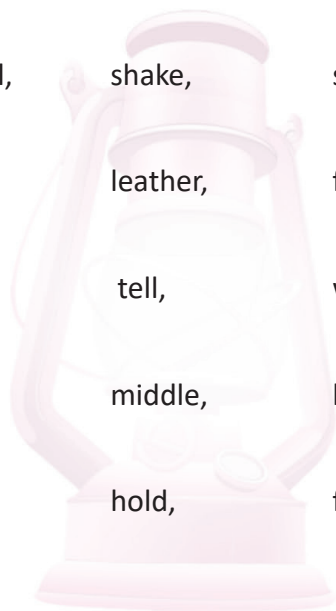 shake,
leather,
tell,
middle,
hold,